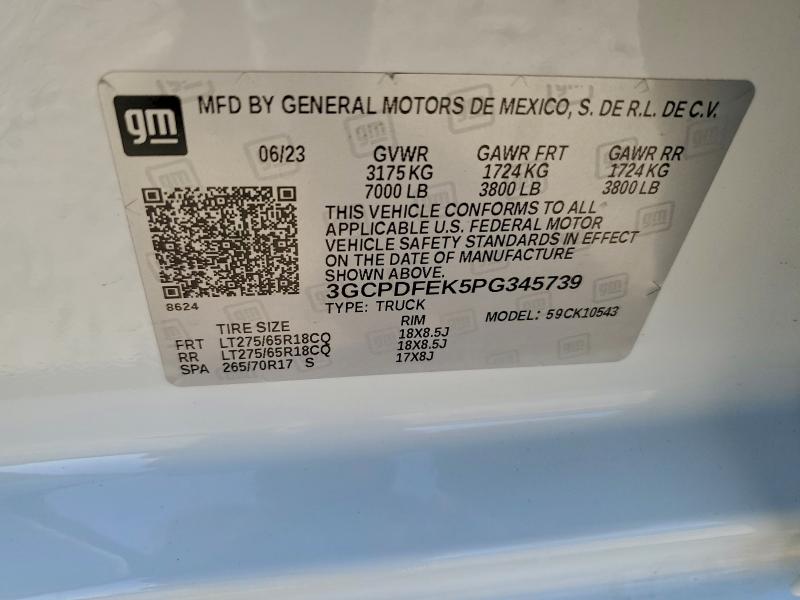 gm
MFD BY GENERAL MOTORS DE MEXICO, S. DE R.L. DE C.V.
06/23 GVWR GAWR FRT GAWR RR
3175 KG 1724 KG 1724 KG
7000 LB 3800 LB 3800 LB
THIS VEHICLE CONFORMS TO ALL
APPLICABLE U.S. FEDERAL MOTOR
VEHICLE SAFETY STANDARDS IN EFFECT
ON THE DATE OF MANUFACTURE
SHOWN ABOVE.
3GCPDFEK5PG345739
8624
TYPE: TRUCK MODEL: 59CK10543
TIRE SIZE RIM
FRT LT275/65R18CQ 18X8.5J
RR LT275/65R18CQ 18X8.5J
SPA 265/70R17 S 17X8J